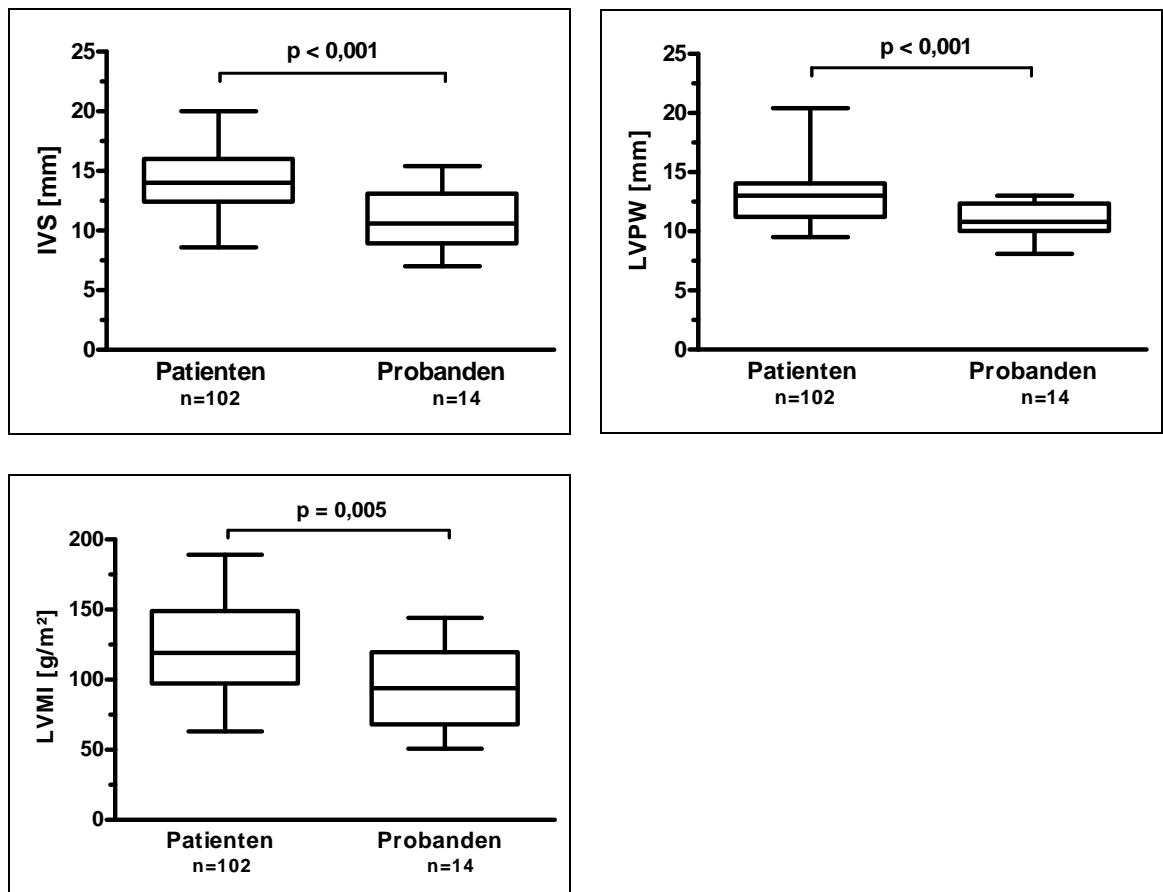 p < 0,001
25
20
15
10
5
0
IVS [mm]
Patienten
n=102
Probanden
n=14
p < 0,001
25
20
15
10
5
0
LVPW [mm]
Patienten
n=102
Probanden
n=14
p = 0,005
200
150
100
50
0
LVMI [g/m²]
Patienten
n=102
Probanden
n=14